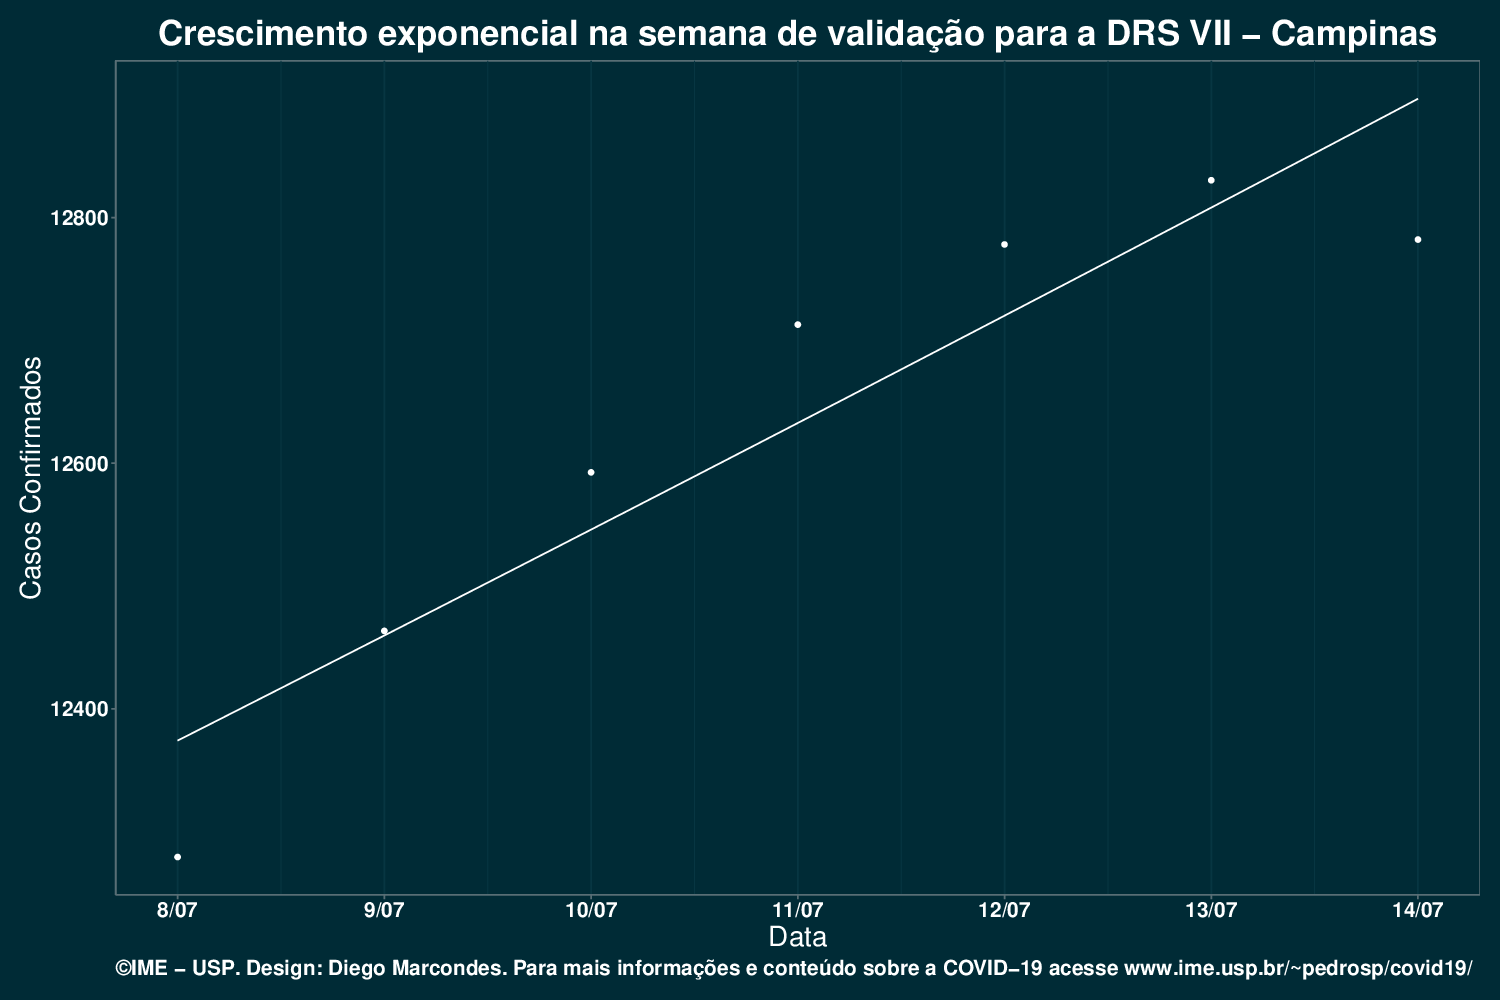 Crescimento exponencial na semana de validação para a DRS VII – Campinas
Casos Confirmados
12800
12600
12400
8/07 9/07 10/07 11/07 12/07 13/07 14/07
Data
©IME – USP. Design: Diego Marcondes. Para mais informações e conteúdo sobre a COVID–19 acesse www.ime.usp.br/~pedrosp/covid19/